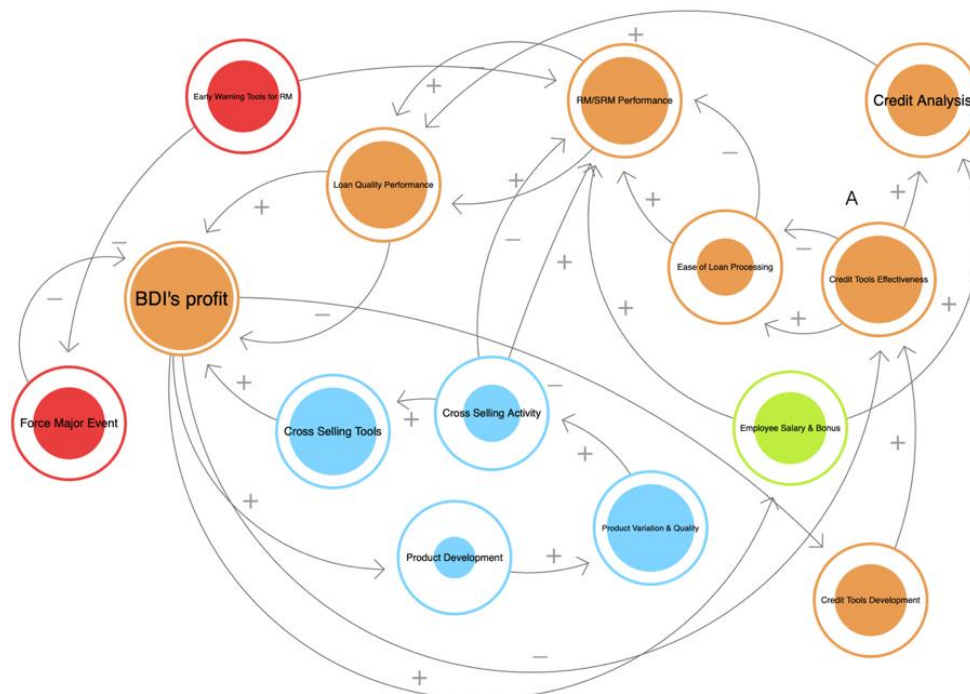 Early Warning Tools for RM
RM/SRM Performance
Credit Analysis
Loan Quality Performance
A
Ease of Loan Processing
Credit Tools Effectiveness
BDI's profit
Force Major Event
Cross Selling Tools
Cross Selling Activity
Employee Salary & Bonus
Product Variation & Quality
Product Development
Credit Tools Development